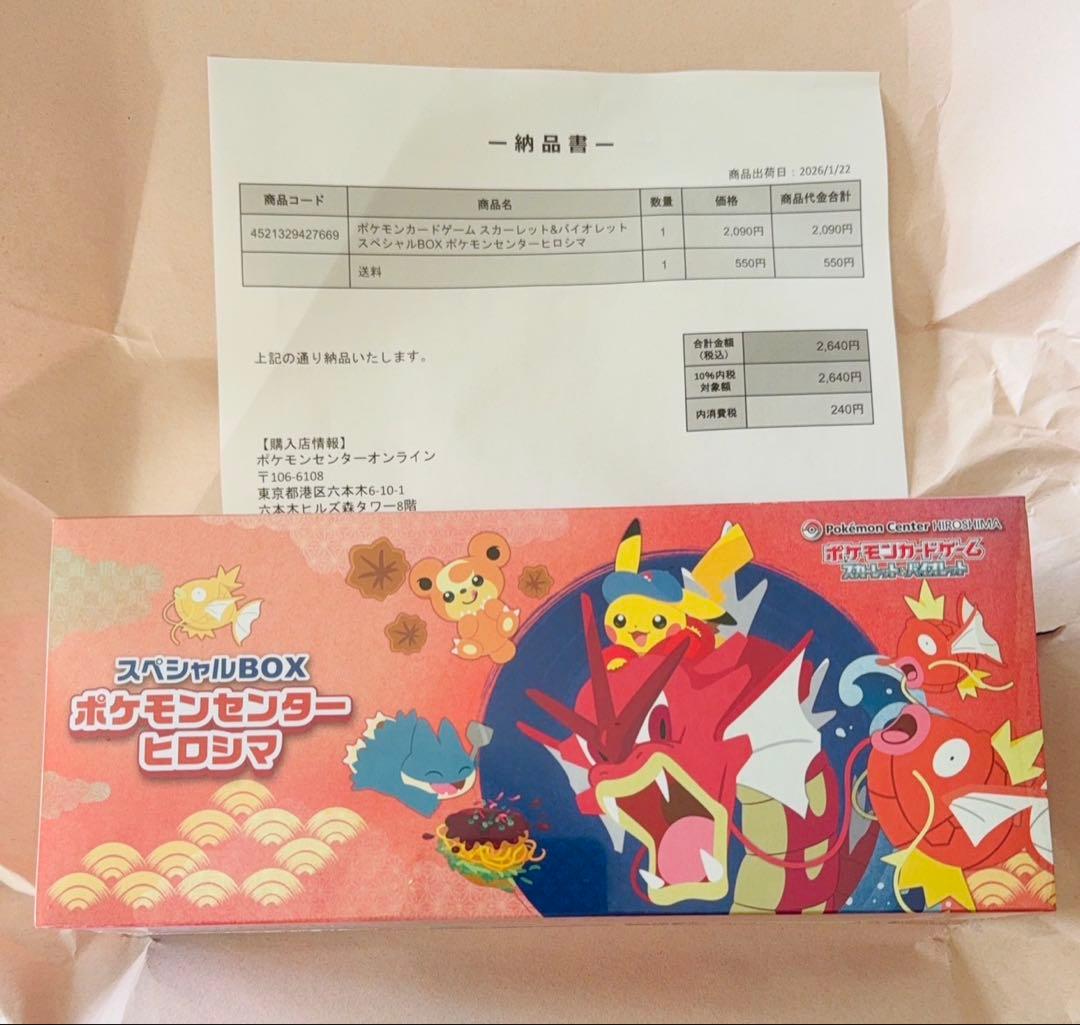 ー納品書ー
商品出荷日：2026/1/22
商品コード 商品名 数量 価格 商品代金合計
4521329427669 ポケモンカードゲーム スカーレット&バイオレット 1 2,090円 2,090円
スペシャルBOX ポケモンセンターヒロシマ
送料 1 550円 550円
上記の通り納品いたします。
合計金額 2,640円
（税込）
10%内税 2,640円
対象額
内消費税 240円
【購入店情報】
ポケモンセンターオンライン
〒106-6108
東京都港区六本木6-10-1
六本木ヒルズ森タワー8階
Pokémon Center HIROSHIMA
ポケモンカードゲーム
スカーレット&バイオレット
スペシャルBOX
ポケモンセンター
ヒロシマ